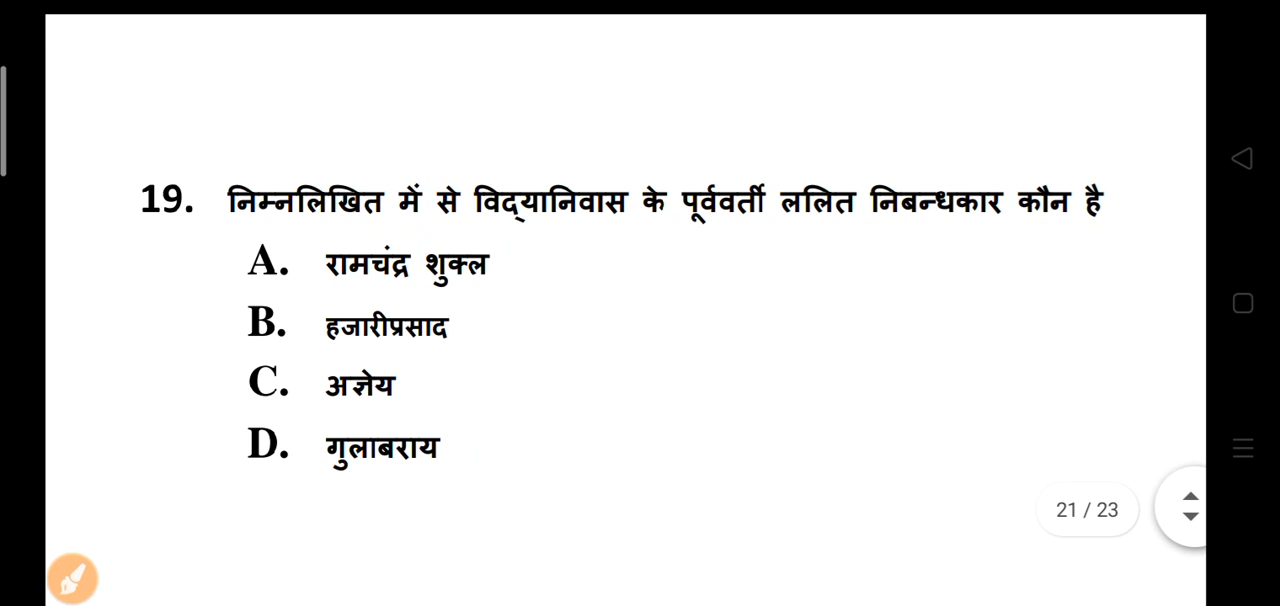 19. निम्नलिखित में से विद्यानिवास के पूर्ववर्ती ललित निबन्धकार कौन है
A. रामचंद्र शुक्ल
B. हजारीप्रसाद
C. अज्ञेय
D. गुलाबराय
21 / 23